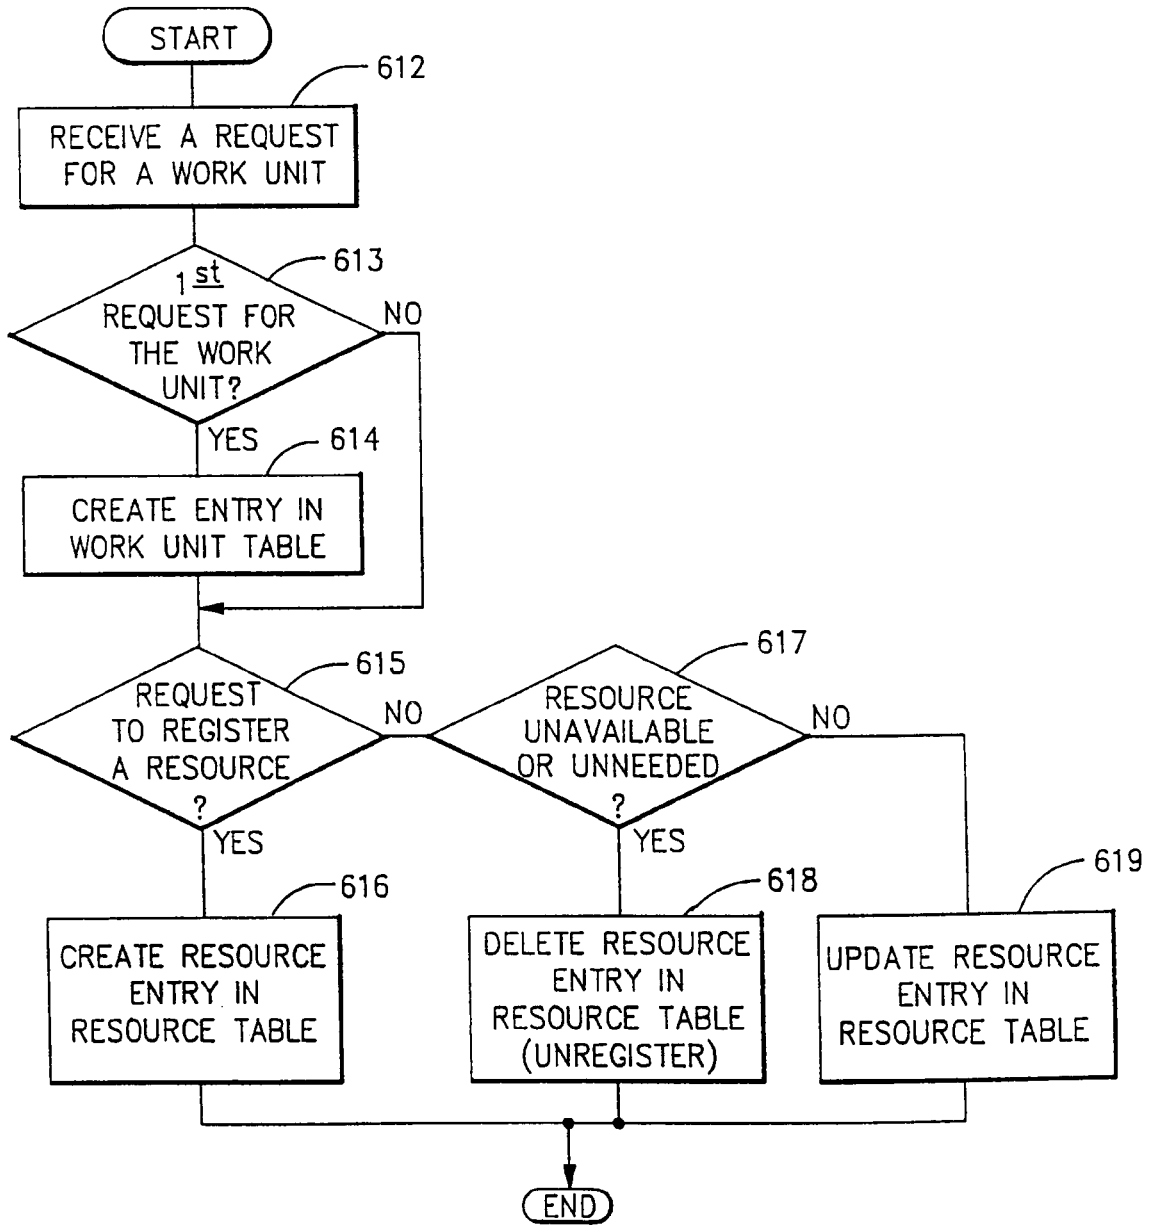 START
612
RECEIVE A REQUEST
FOR A WORK UNIT
613
1st
REQUEST FOR
THE WORK
UNIT?
NO
YES
614
CREATE ENTRY IN
WORK UNIT TABLE
615
REQUEST
TO REGISTER
A RESOURCE
?
NO
YES
617
RESOURCE
UNAVAILABLE
OR UNNEEDED
?
NO
YES
616
CREATE RESOURCE
ENTRY IN
RESOURCE TABLE
618
DELETE RESOURCE
ENTRY IN
RESOURCE TABLE
(UNREGISTER)
619
UPDATE RESOURCE
ENTRY IN
RESOURCE TABLE
END